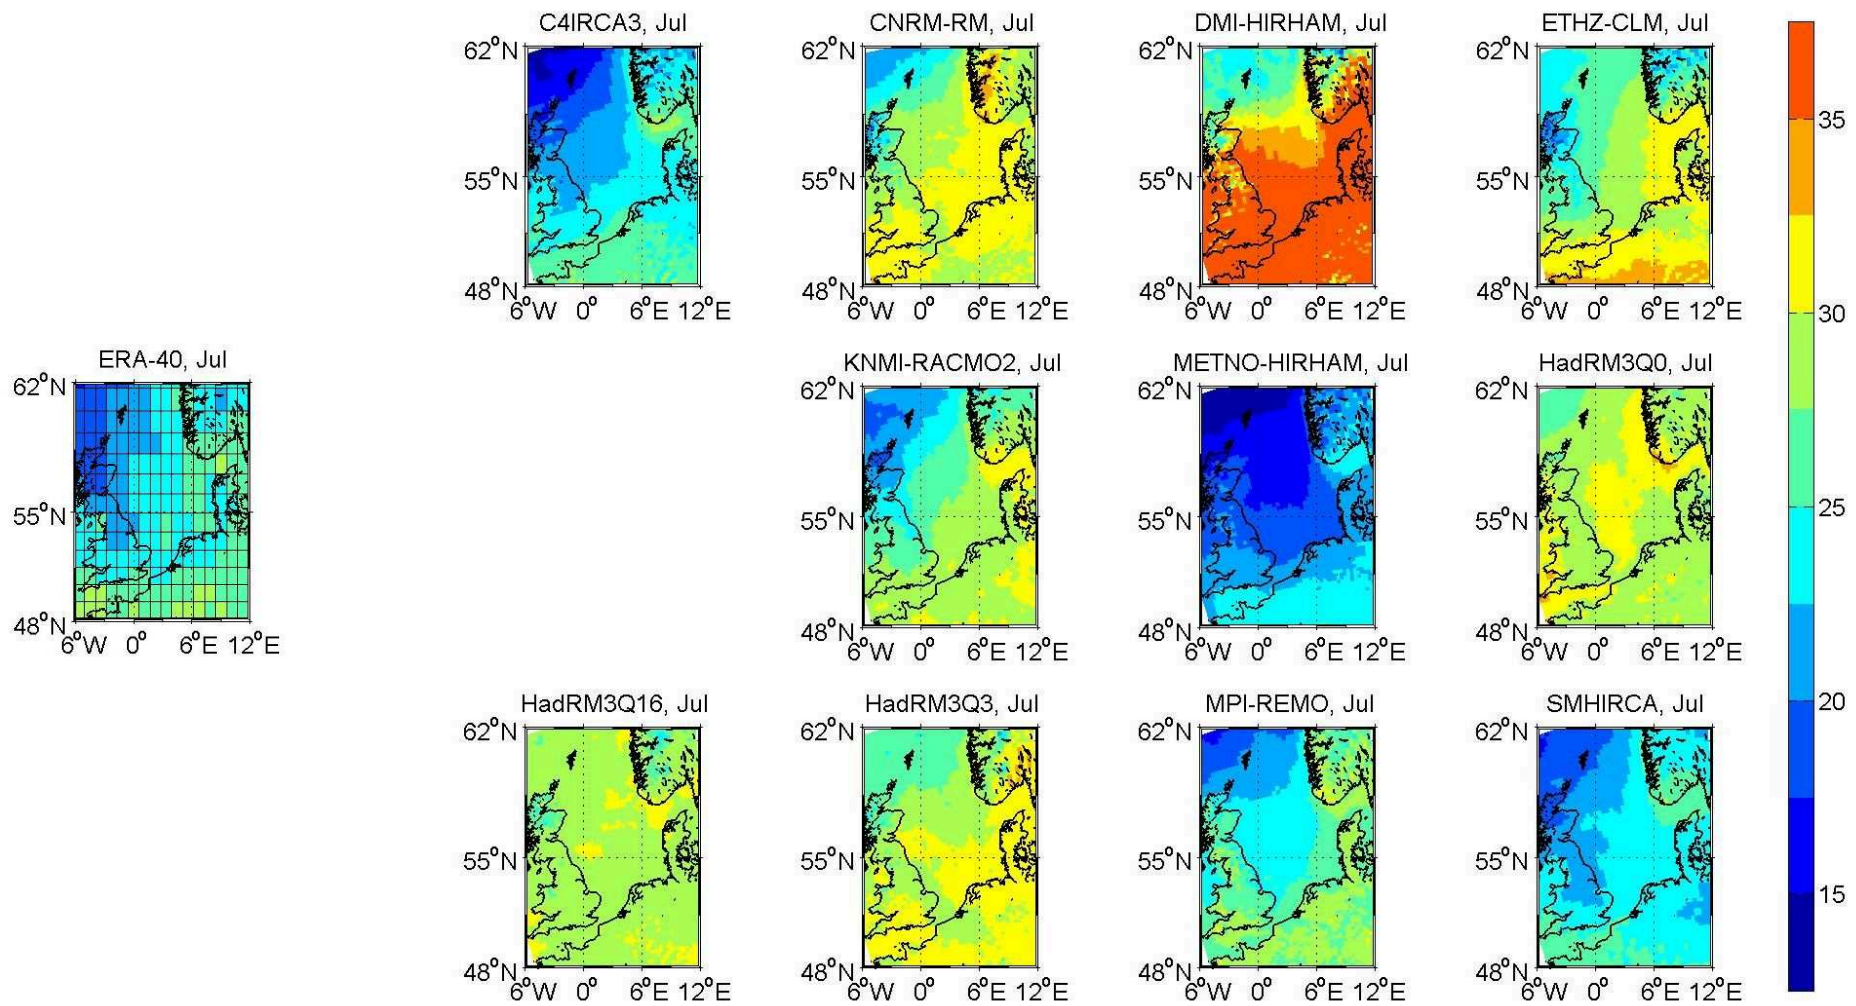 C4IRCA3, Jul
CNRM-RM, Jul
DMI-HIRHAM, Jul
ETHZ-CLM, Jul
62°N
62°N
62°N
62°N
55°N
55°N
55°N
55°N
48°N
48°N
48°N
48°N
6°W 0° 6°E 12°E
6°W 0° 6°E 12°E
6°W 0° 6°E 12°E
6°W 0° 6°E 12°E
ERA-40, Jul
KNMI-RACMO2, Jul
METNO-HIRHAM, Jul
HadRM3Q0, Jul
62°N
62°N
62°N
62°N
55°N
55°N
55°N
55°N
48°N
48°N
48°N
48°N
6°W 0° 6°E 12°E
6°W 0° 6°E 12°E
6°W 0° 6°E 12°E
6°W 0° 6°E 12°E
HadRM3Q16, Jul
HadRM3Q3, Jul
MPI-REMO, Jul
SMHIRCA, Jul
62°N
62°N
62°N
62°N
55°N
55°N
55°N
55°N
48°N
48°N
48°N
48°N
6°W 0° 6°E 12°E
6°W 0° 6°E 12°E
6°W 0° 6°E 12°E
6°W 0° 6°E 12°E
35
30
25
20
15